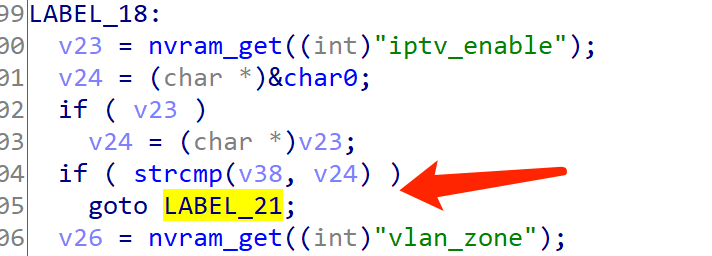 99 LABEL_18:
00 v23 = nvram_get((int)"iptv_enable");
01 v24 = (char *)&char0;
02 if ( v23 )
03 v24 = (char *)v23;
04 if ( strcmp(v38, v24) )
05 goto LABEL_21;
06 v26 = nvram_get((int)"vlan_zone");